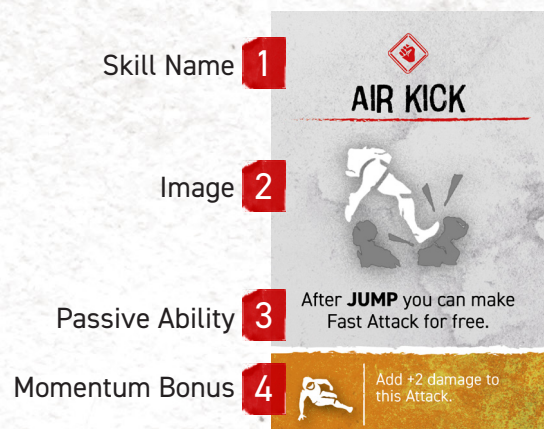 Skill Name 1
AIR KICK
Image 2
Passive Ability 3
After JUMP you can make
Fast Attack for free.
Momentum Bonus 4
Add +2 damage to
this Attack.